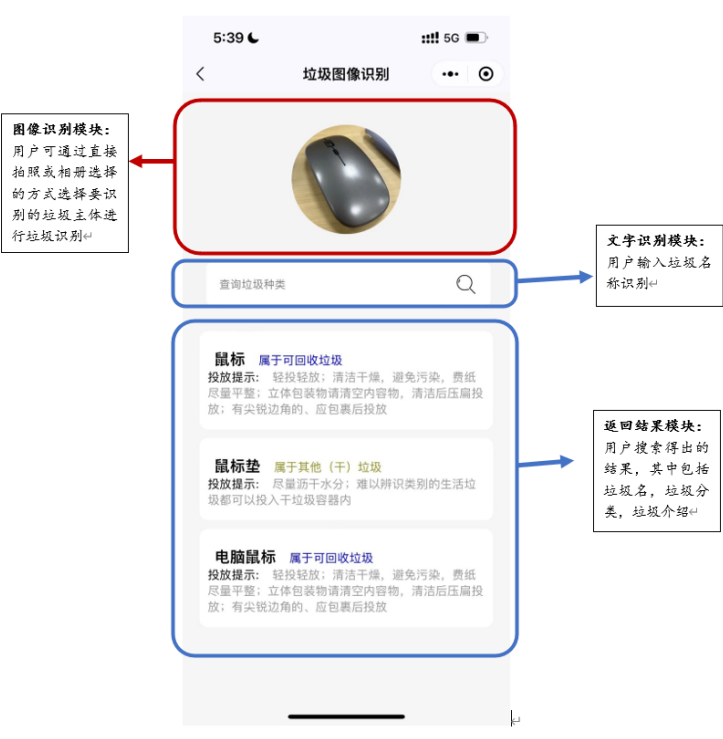 5:39
5G
垃圾图像识别
图像识别模块：
用户可通过直接
拍照或相册选择
的方式选择要识
别的垃圾主体进
行垃圾识别↵
查询垃圾种类
文字识别模块：
用户输入垃圾名
称识别↵
鼠标 属于可回收垃圾
投放提示： 轻投轻放；清洁干燥，避免污染，费纸
尽量平整；立体包装物请清空内容物，清洁后压扁投
放；有尖锐边角的、应包裹后投放
鼠标垫 属于其他（干）垃圾
投放提示： 尽量沥干水分；难以辨识类别的生活垃
圾都可以投入干垃圾容器内
电脑鼠标 属于可回收垃圾
投放提示： 轻投轻放；清洁干燥，避免污染，费纸
尽量平整；立体包装物请清空内容物，清洁后压扁投
放；有尖锐边角的、应包裹后投放
返回结果模块：
用户搜索得出的
结果，其中包括
垃圾名，垃圾分
类，垃圾介绍↵
↵